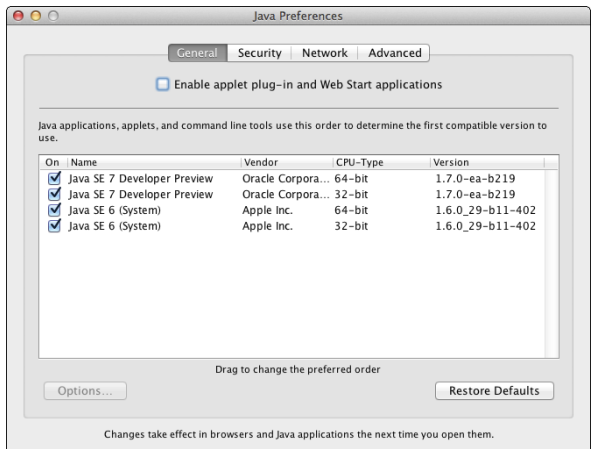 Java Preferences
General Security Network Advanced
Enable applet plug-in and Web Start applications
Java applications, applets, and command line tools use this order to determine the first compatible version to
use.
On Name Vendor CPU-Type Version
Java SE 7 Developer Preview Oracle Corpora... 64-bit 1.7.0-ea-b219
Java SE 7 Developer Preview Oracle Corpora... 32-bit 1.7.0-ea-b219
Java SE 6 (System) Apple Inc. 64-bit 1.6.0_29-b11-402
Java SE 6 (System) Apple Inc. 32-bit 1.6.0_29-b11-402
Drag to change the preferred order
Options... Restore Defaults
Changes take effect in browsers and Java applications the next time you open them.